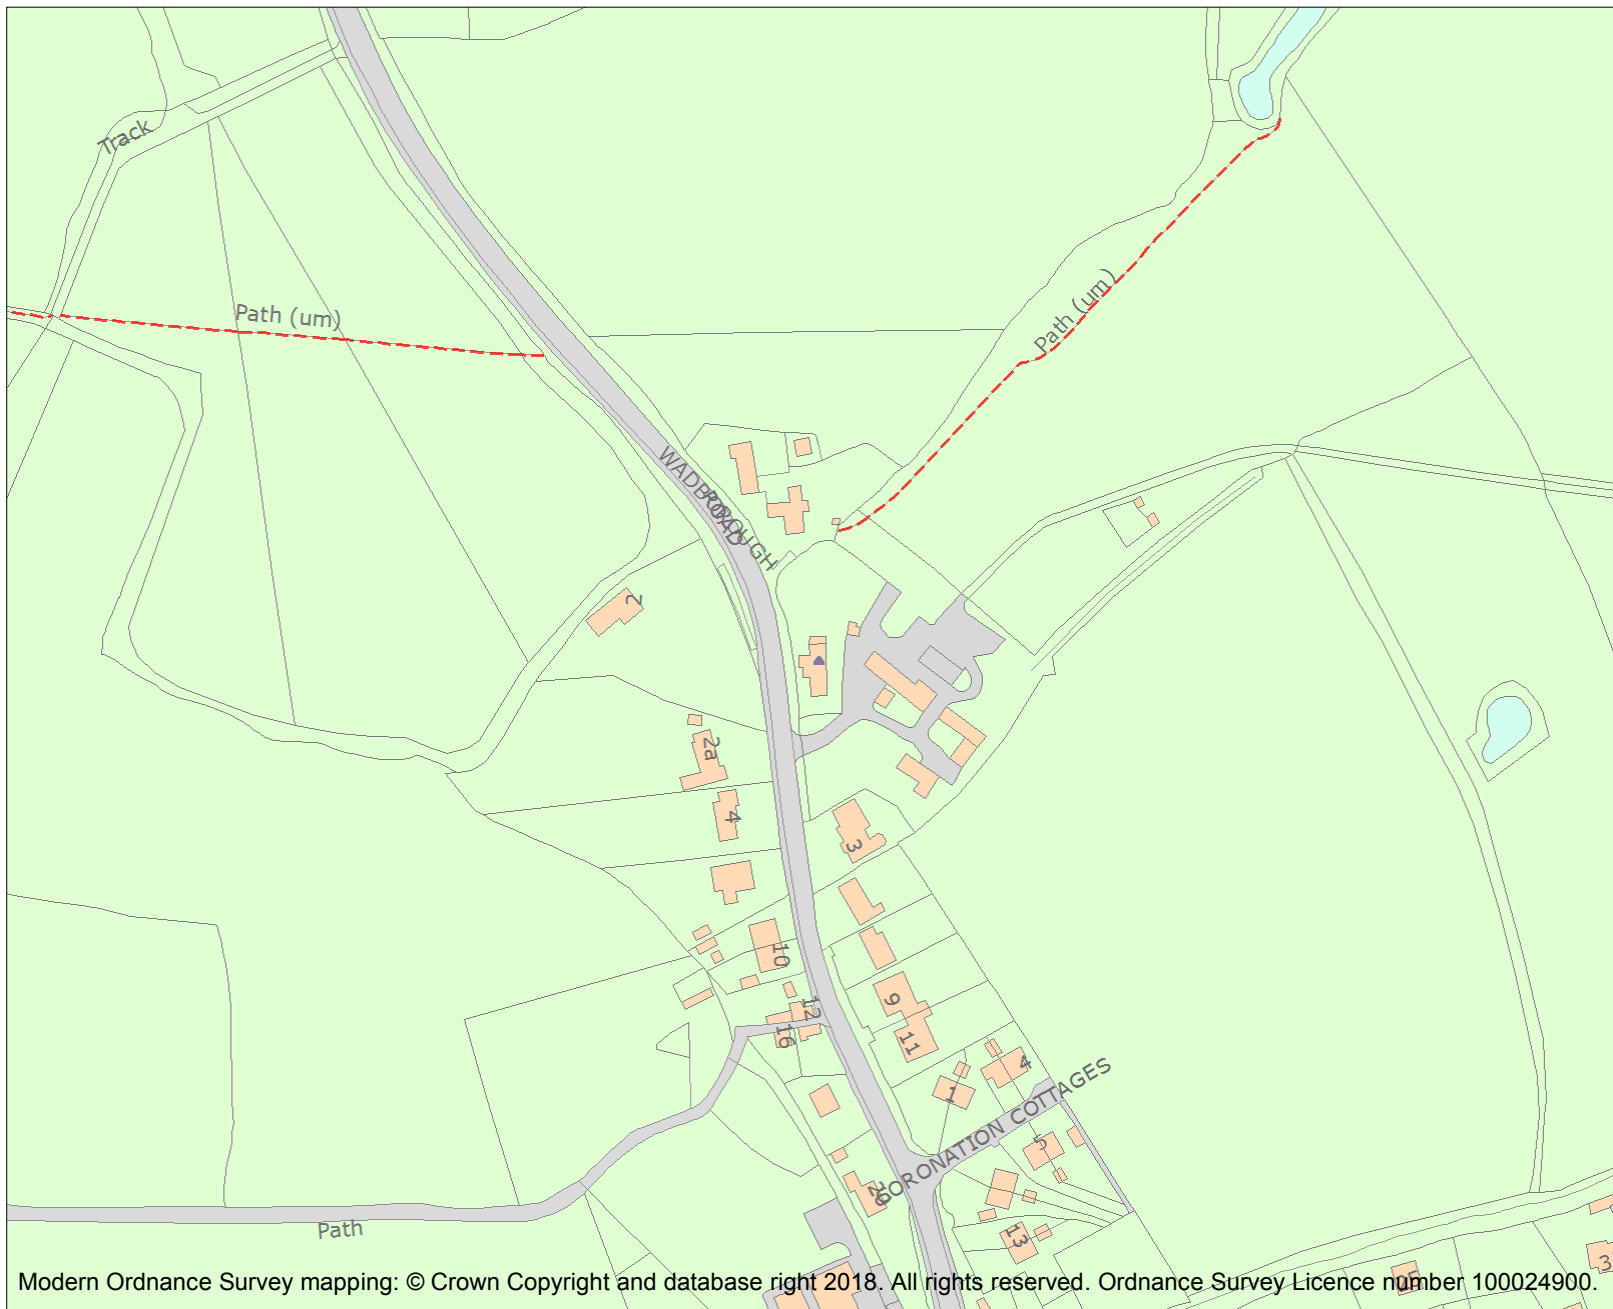 Track
Path (um)
Path (um)
WADBOROUGH
ROAD
2
2a
4
3
10
9
12
16
11
4
1
CORONATION COTTAGES
5
13
Path
3
Modern Ordnance Survey mapping: © Crown Copyright and database right 2018. All rights reserved. Ordnance Survey Licence number 100024900.